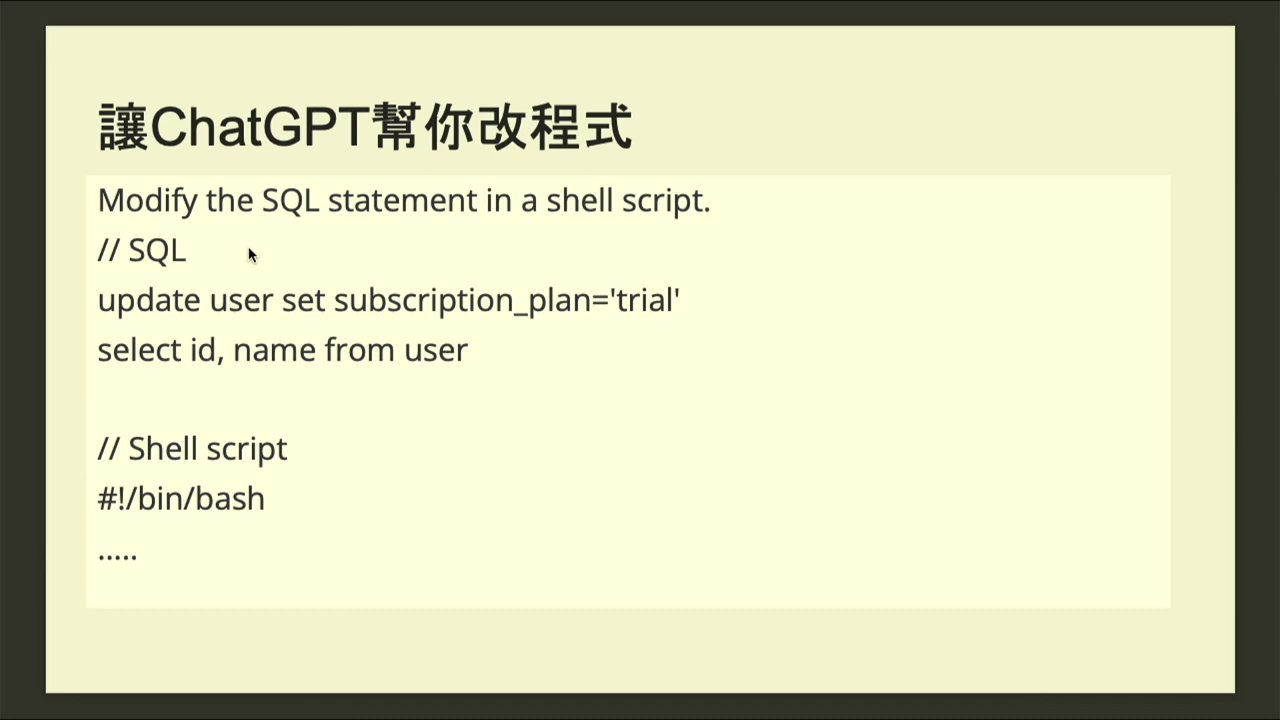 讓ChatGPT幫你改程式
Modify the SQL statement in a shell script.
// SQL
update user set subscription_plan='trial'
select id, name from user
// Shell script
#!/bin/bash
.....